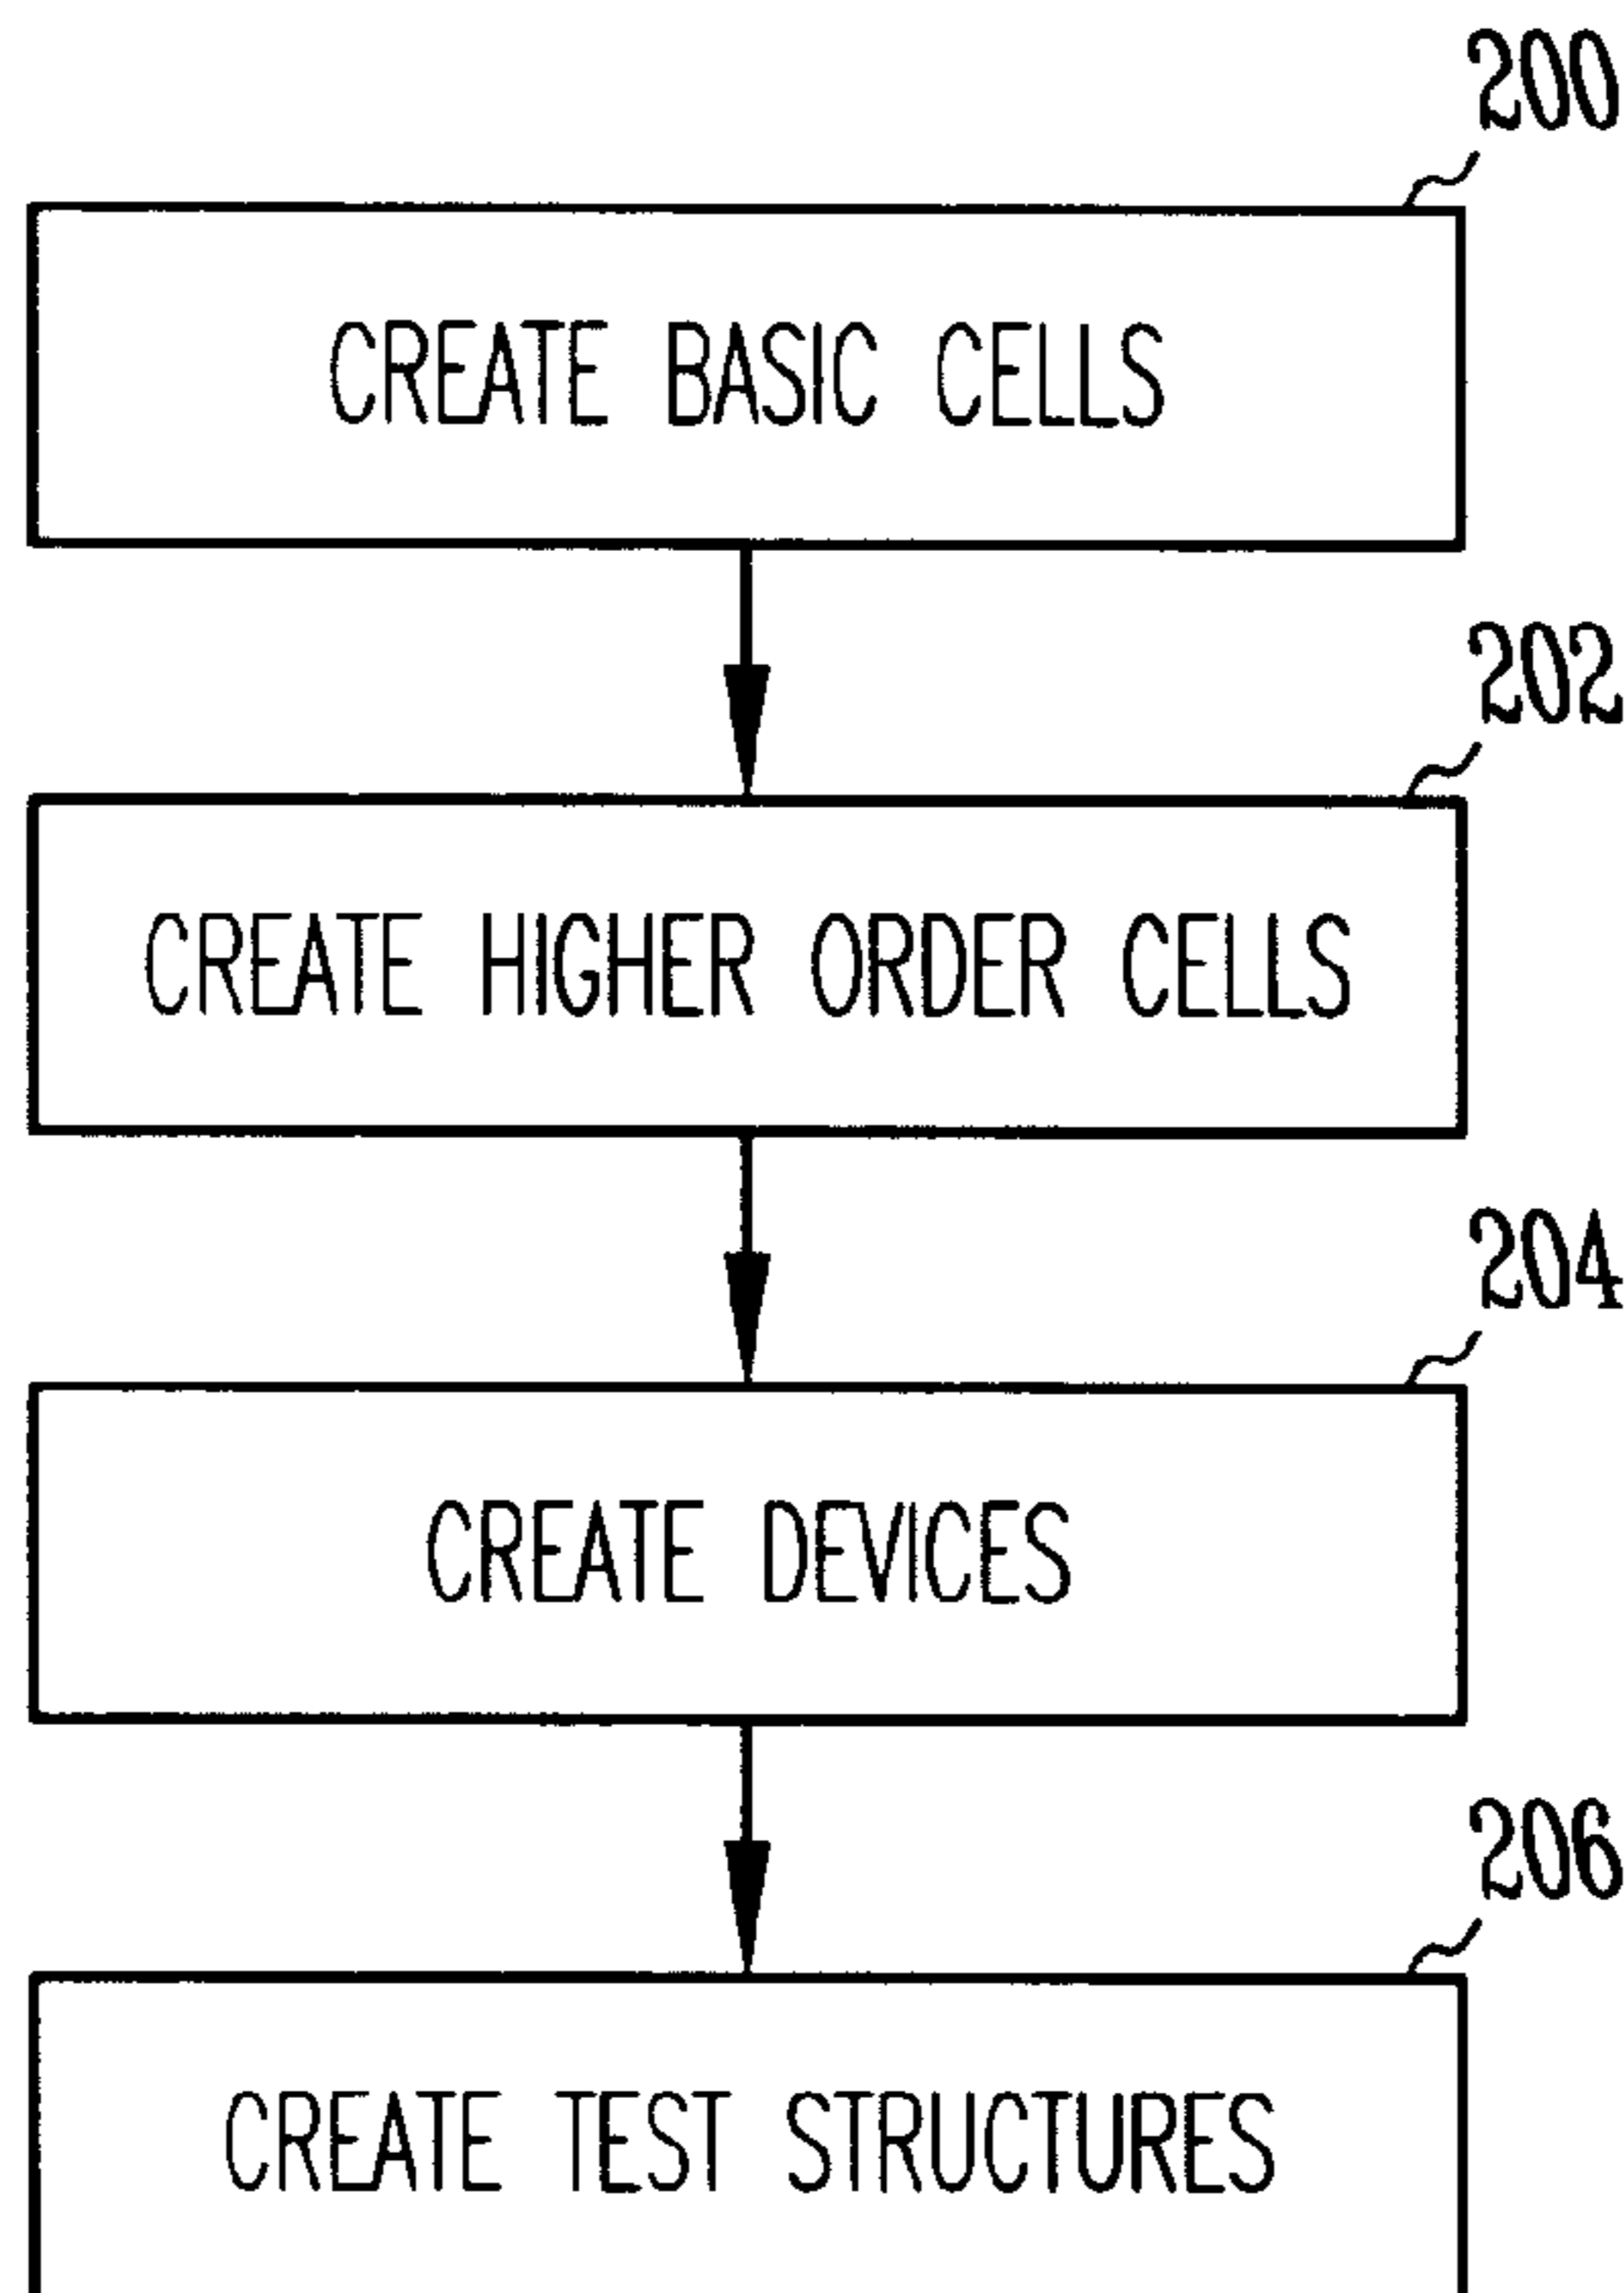 200
CREATE BASIC CELLS
202
CREATE HIGHER ORDER CELLS
204
CREATE DEVICES
206
CREATE TEST STRUCTURES